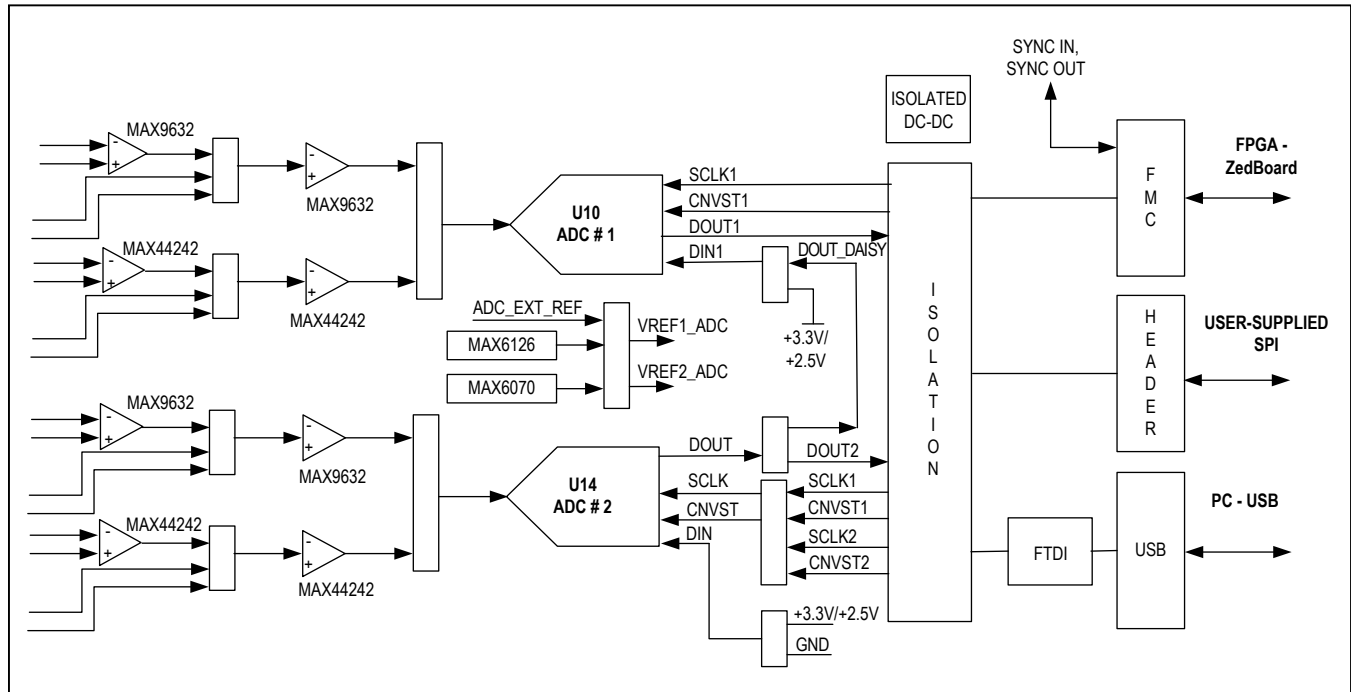 SYNC IN,
SYNC OUT
ISOLATED
DC-DC
MAX9632
-
+
-
+
MAX9632
MAX44242
-
+
-
+
MAX44242
U10
ADC # 1
SCLK1
CNVST1
DOUT1
DIN1
DOUT_DAISY
+3.3V/
+2.5V
ADC_EXT_REF
MAX6126
MAX6070
VREF1_ADC
VREF2_ADC
MAX9632
-
+
-
+
MAX9632
MAX44242
-
+
-
+
MAX44242
U14
ADC # 2
DOUT
SCLK
CNVST
DIN
DOUT2
SCLK1
CNVST1
SCLK2
CNVST2
+3.3V/+2.5V
GND
ISOLATION
FMC
FPGA -
ZedBoard
HEADER
USER-SUPPLIED
SPI
FTDI
USB
PC - USB